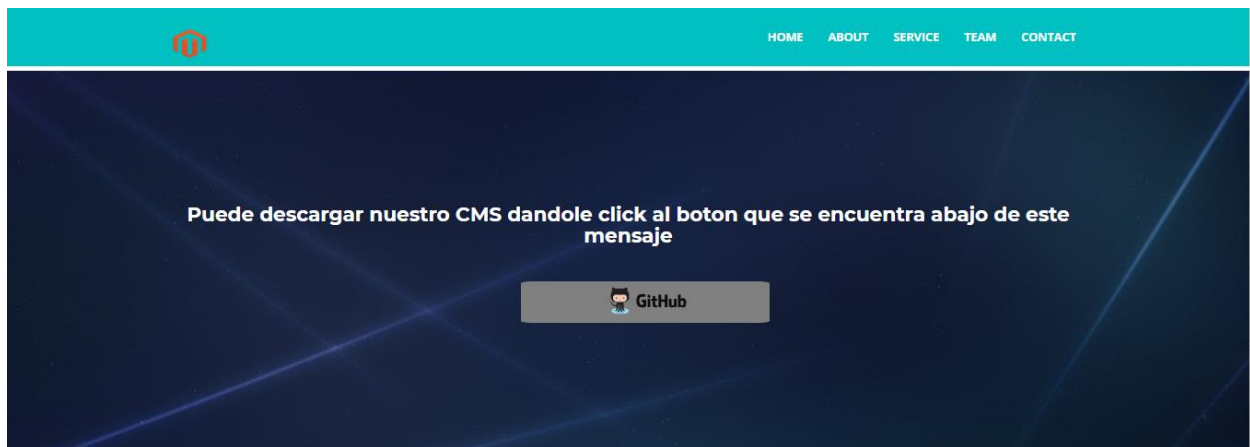 HOME ABOUT SERVICE TEAM CONTACT
Puede descargar nuestro CMS dandole click al boton que se encuentra abajo de este
mensaje
GitHub